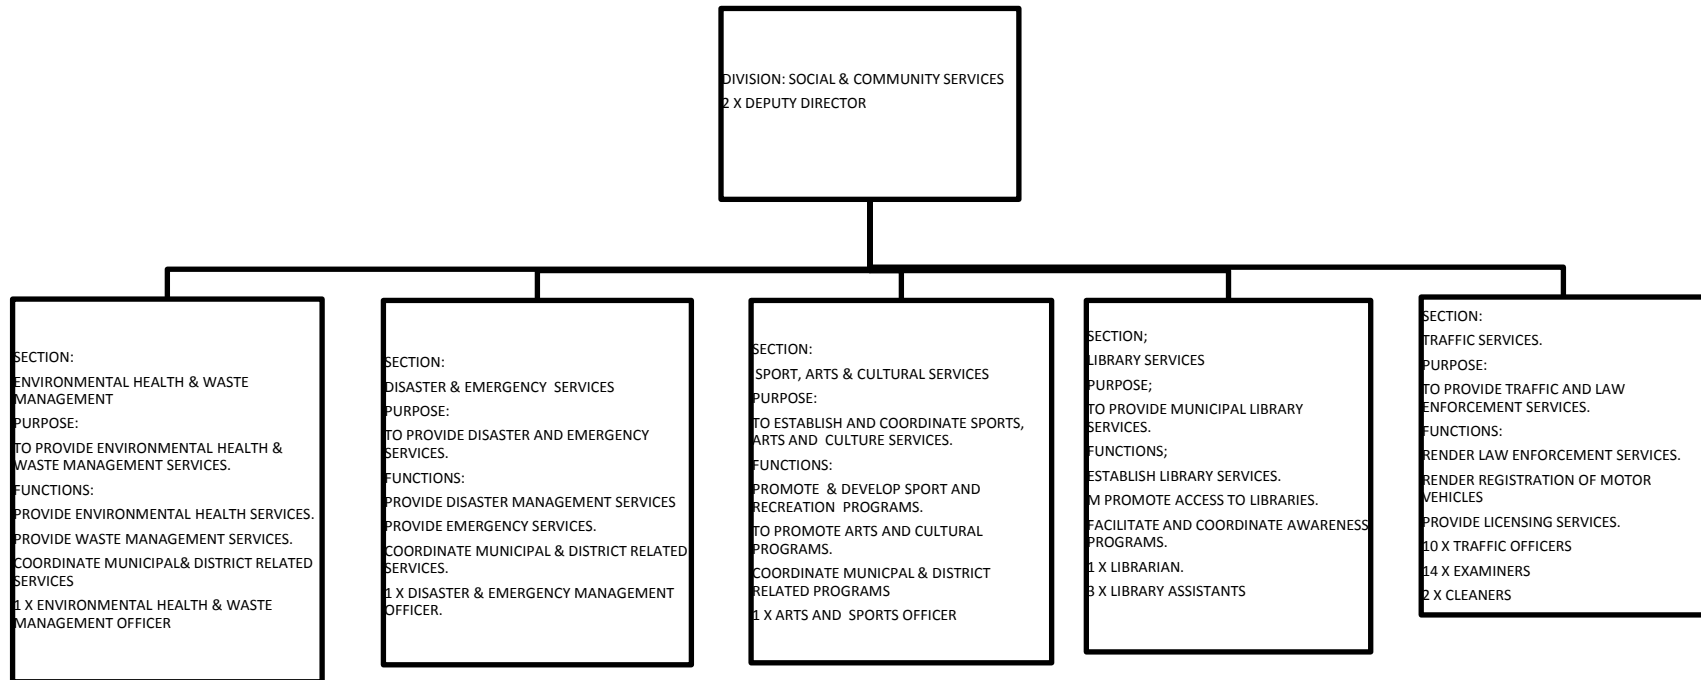 DIVISION: SOCIAL & COMMUNITY SERVICES
2 X DEPUTY DIRECTOR
SECTION:
ENVIRONMENTAL HEALTH & WASTE
MANAGEMENT
PURPOSE:
TO PROVIDE ENVIRONMENTAL HEALTH &
WASTE MANAGEMENT SERVICES.
FUNCTIONS:
PROVIDE ENVIRONMENTAL HEALTH SERVICES.
PROVIDE WASTE MANAGEMENT SERVICES.
COORDINATE MUNICIPAL& DISTRICT RELATED
SERVICES
1 X ENVIRONMENTAL HEALTH & WASTE
MANAGEMENT OFFICER
SECTION:
DISASTER & EMERGENCY SERVICES
PURPOSE:
TO PROVIDE DISASTER AND EMERGENCY
SERVICES.
FUNCTIONS:
PROVIDE DISASTER MANAGEMENT SERVICES
PROVIDE EMERGENCY SERVICES.
COORDINATE MUNICIPAL & DISTRICT RELATED
SERVICES.
1 X DISASTER & EMERGENCY MANAGEMENT
OFFICER.
SECTION:
SPORT, ARTS & CULTURAL SERVICES
PURPOSE:
TO ESTABLISH AND COORDINATE SPORTS,
ARTS AND CULTURE SERVICES.
FUNCTIONS:
PROMOTE & DEVELOP SPORT AND
RECREATION PROGRAMS.
TO PROMOTE ARTS AND CULTURAL
PROGRAMS.
COORDINATE MUNICPAL & DISTRICT
RELATED PROGRAMS
1 X ARTS AND SPORTS OFFICER
SECTION;
LIBRARY SERVICES
PURPOSE;
TO PROVIDE MUNICIPAL LIBRARY
SERVICES.
FUNCTIONS;
ESTABLISH LIBRARY SERVICES.
M PROMOTE ACCESS TO LIBRARIES.
FACILITATE AND COORDINATE AWARENESS
PROGRAMS.
1 X LIBRARIAN.
3 X LIBRARY ASSISTANTS
SECTION:
TRAFFIC SERVICES.
PURPOSE:
TO PROVIDE TRAFFIC AND LAW
ENFORCEMENT SERVICES.
FUNCTIONS:
RENDER LAW ENFORCEMENT SERVICES.
RENDER REGISTRATION OF MOTOR
VEHICLES
PROVIDE LICENSING SERVICES.
10 X TRAFFIC OFFICERS
14 X EXAMINERS
2 X CLEANERS